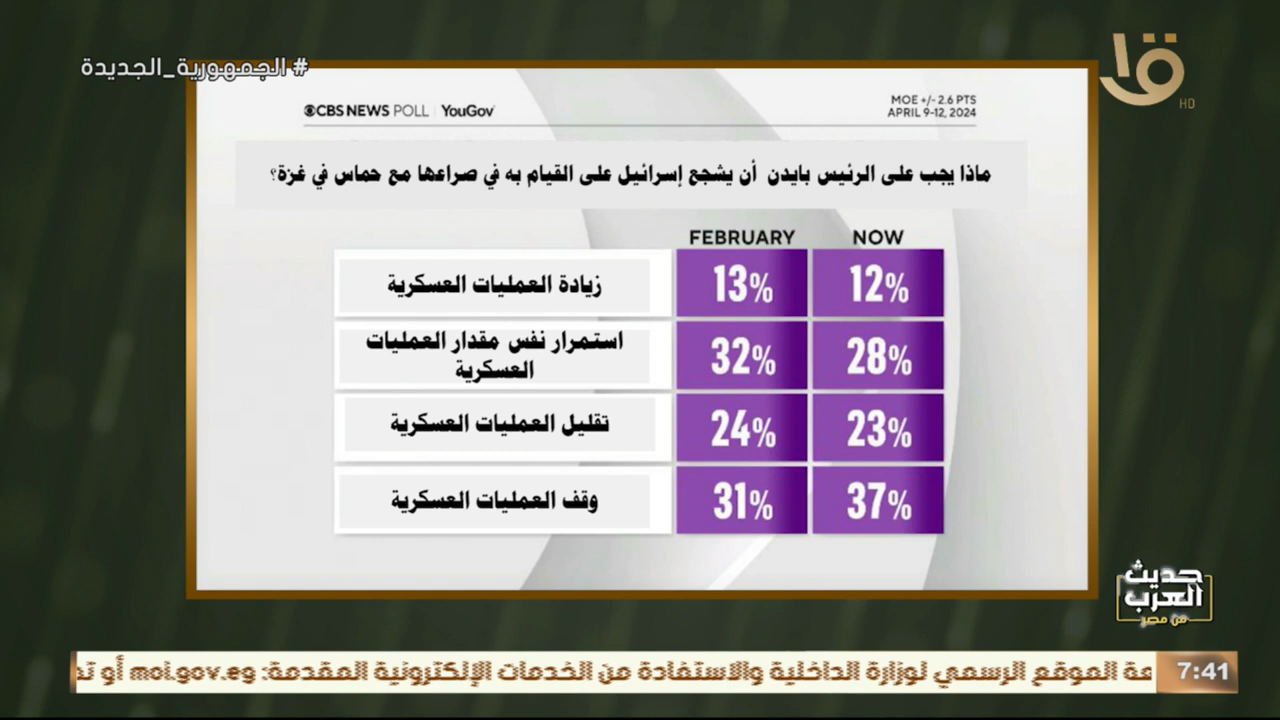 #الجمهورية_الجديدة
HD
CBS NEWS POLL | YouGov
MOE +/- 2.6 PTS
APRIL 9-12, 2024
ماذا يجب على الرئيس بايدن أن يشجع إسرائيل على القيام به في صراعها مع حماس في غزة؟
FEBRUARY NOW
زيادة العمليات العسكرية 13% 12%
استمرار نفس مقدار العمليات
العسكرية 32% 28%
تقليل العمليات العسكرية 24% 23%
وقف العمليات العسكرية 31% 37%
حديث
العرب
من مصر
الموقع الرسمي لوزارة الداخلية والاستفادة من الخدمات الإلكترونية المقدمة: moi.gov.eg أو
7:41